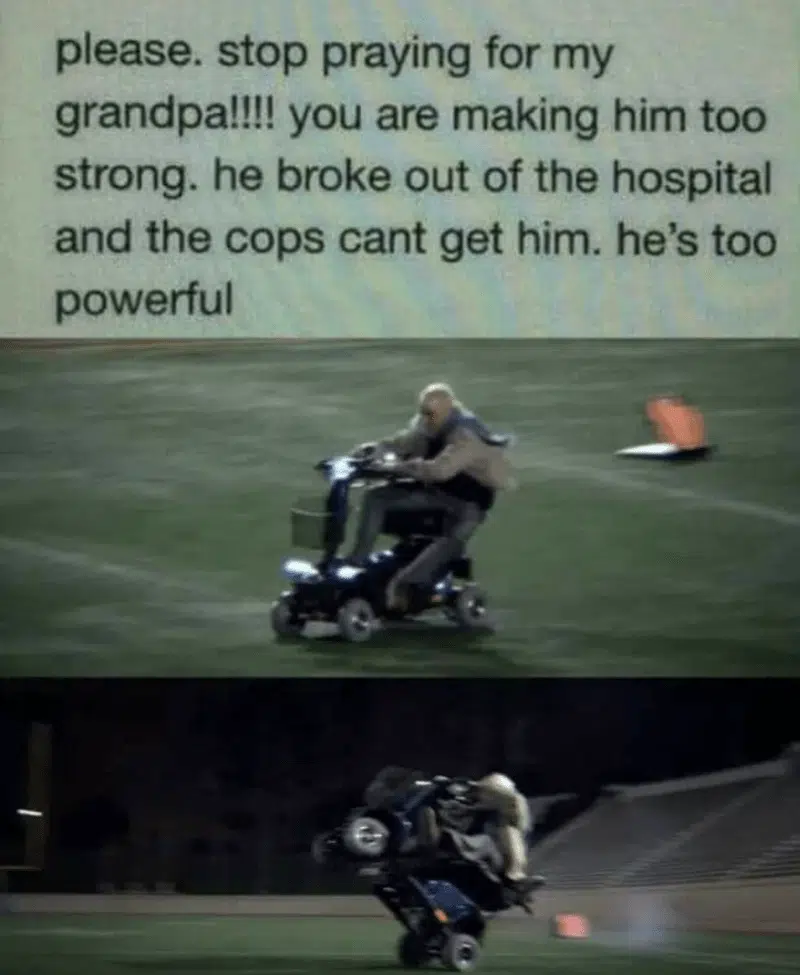 please. stop praying for my
grandpa!!!! you are making him too
strong. he broke out of the hospital
and the cops cant get him. he's too
powerful